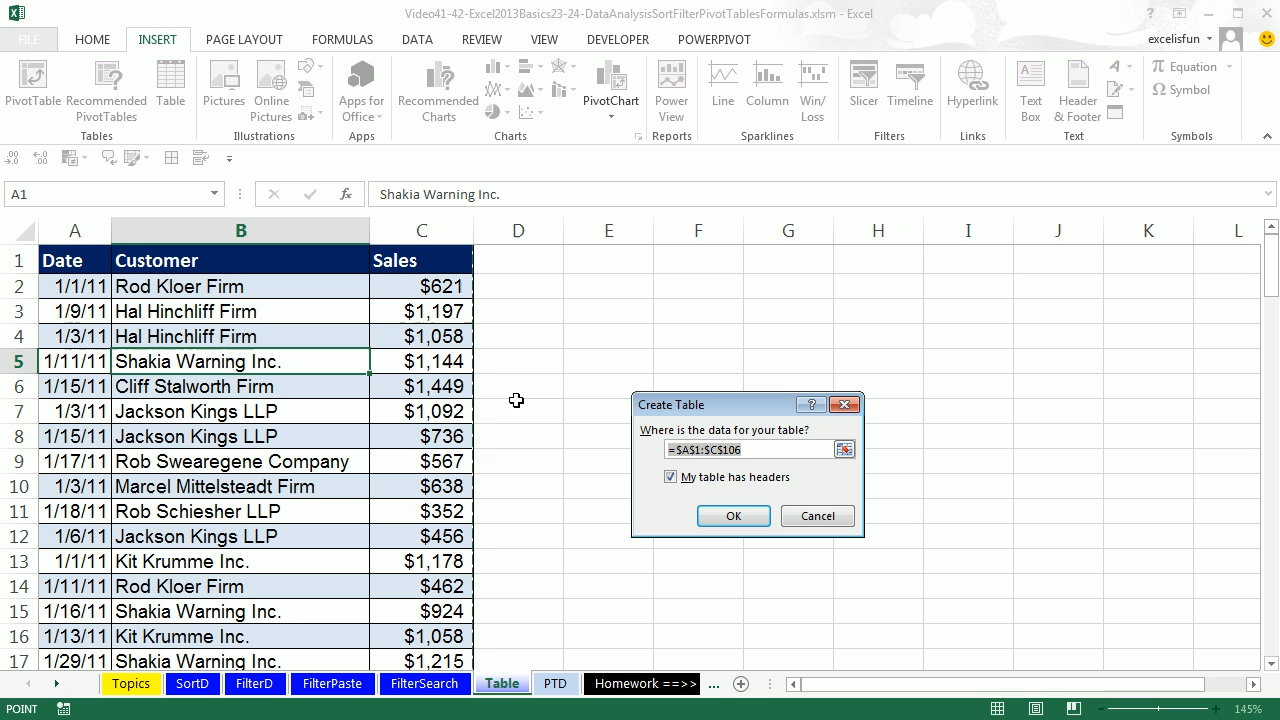 Video41-42-Excel2013Basics23-24-DataAnalysisSortFilterPivotTablesFormulas.xlsm - Excel
FILE HOME INSERT PAGE LAYOUT FORMULAS DATA REVIEW VIEW DEVELOPER POWERPIVOT excelisfun
PivotTable Recommended PivotTables Table
Pictures Online Pictures
Apps for Office
Recommended Charts
PivotChart
Power View
Line Column Win/Loss
Slicer Timeline
Hyperlink
Text Box Header & Footer
Equation
Symbol
Tables Illustrations Apps Charts Reports Sparklines Filters Links Text Symbols
A1 fx Shakia Warning Inc.
A B C D E F G H I J K L
1 Date Customer Sales
2 1/1/11 Rod Kloer Firm $621
3 1/9/11 Hal Hinchliff Firm $1,197
4 1/3/11 Hal Hinchliff Firm $1,058
5 1/11/11 Shakia Warning Inc. $1,144
6 1/15/11 Cliff Stalworth Firm $1,449
7 1/3/11 Jackson Kings LLP $1,092
8 1/15/11 Jackson Kings LLP $736
9 1/17/11 Rob Swearegene Company $567
10 1/3/11 Marcel Mittelsteadt Firm $638
11 1/18/11 Rob Schiesher LLP $352
12 1/6/11 Jackson Kings LLP $456
13 1/1/11 Kit Krumme Inc. $1,178
14 1/11/11 Rod Kloer Firm $462
15 1/16/11 Shakia Warning Inc. $924
16 1/13/11 Kit Krumme Inc. $1,058
17 1/29/11 Shakia Warning Inc. $1,215
Create Table
Where is the data for your table?
=$A$1:$C$106
My table has headers
OK Cancel
Topics SortD FilterD FilterPaste FilterSearch Table PTD Homework ==>> ...
POINT 145%